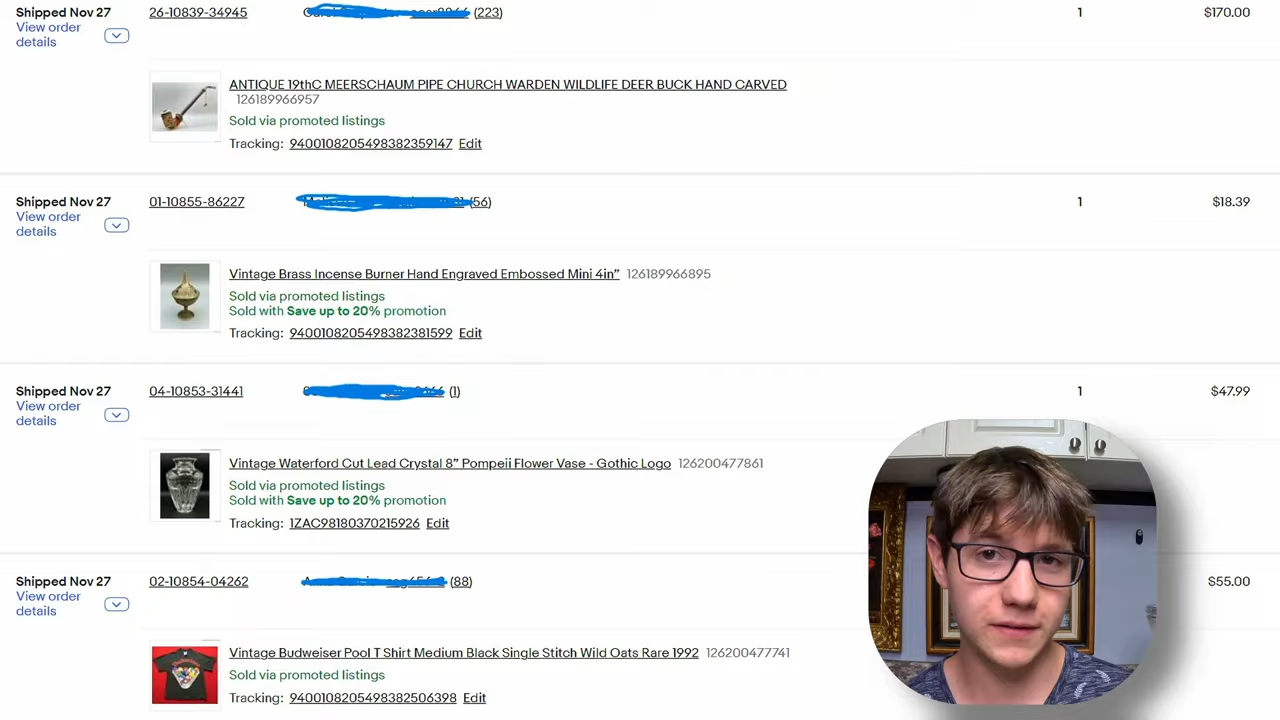 Shipped Nov 27 26-10839-34945 (223) 1 $170.00
View order
details
ANTIQUE 19thC MEERSCHAUM PIPE CHURCH WARDEN WILDLIFE DEER BUCK HAND CARVED
126189966957
Sold via promoted listings
Tracking: 9400108205498382359147 Edit
Shipped Nov 27 01-10855-86227 (56) 1 $18.39
View order
details
Vintage Brass Incense Burner Hand Engraved Embossed Mini 4in" 126189966895
Sold via promoted listings
Sold with Save up to 20% promotion
Tracking: 9400108205498382381599 Edit
Shipped Nov 27 04-10853-31441 (1) 1 $47.99
View order
details
Vintage Waterford Cut Lead Crystal 8" Pompeii Flower Vase - Gothic Logo 126200477861
Sold via promoted listings
Sold with Save up to 20% promotion
Tracking: 1ZAC98180370215926 Edit
Shipped Nov 27 02-10854-04262 (88) $55.00
View order
details
Vintage Budweiser Pool T Shirt Medium Black Single Stitch Wild Oats Rare 1992 126200477741
Sold via promoted listings
Tracking: 9400108205498382506398 Edit